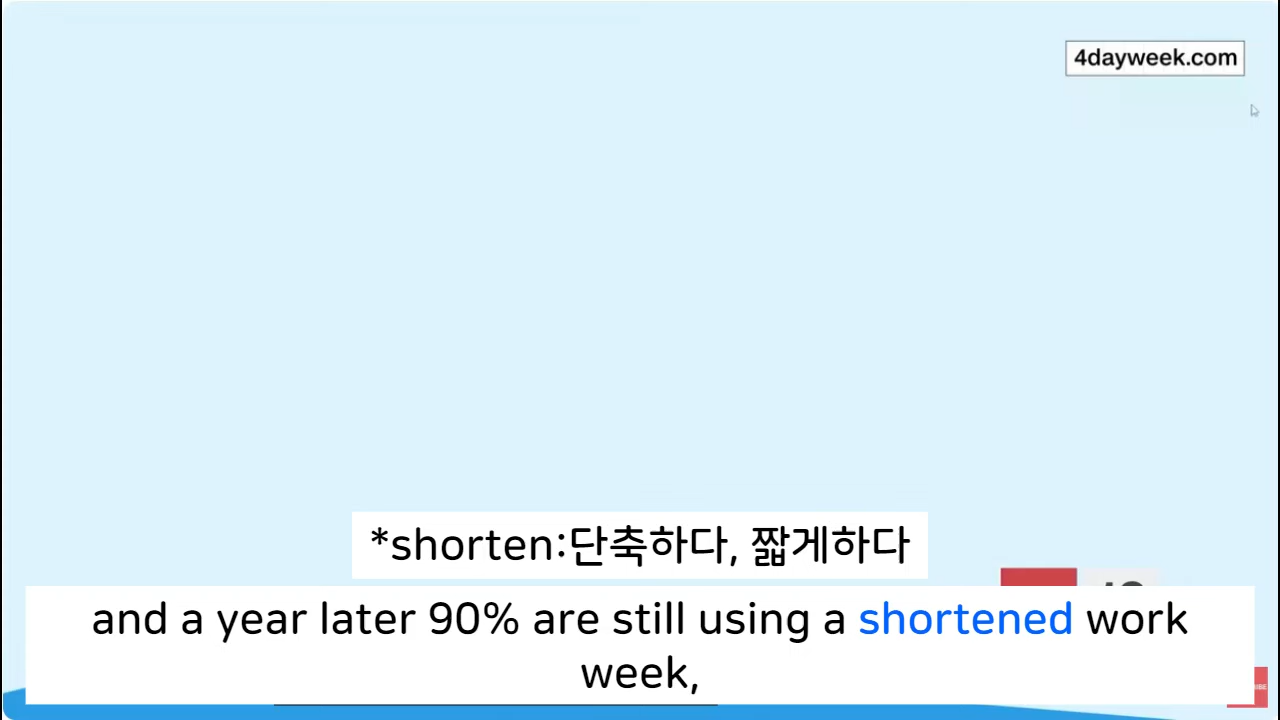 4dayweek.com
*shorten:단축하다, 짧게하다
and a year later 90% are still using a shortened work
week,